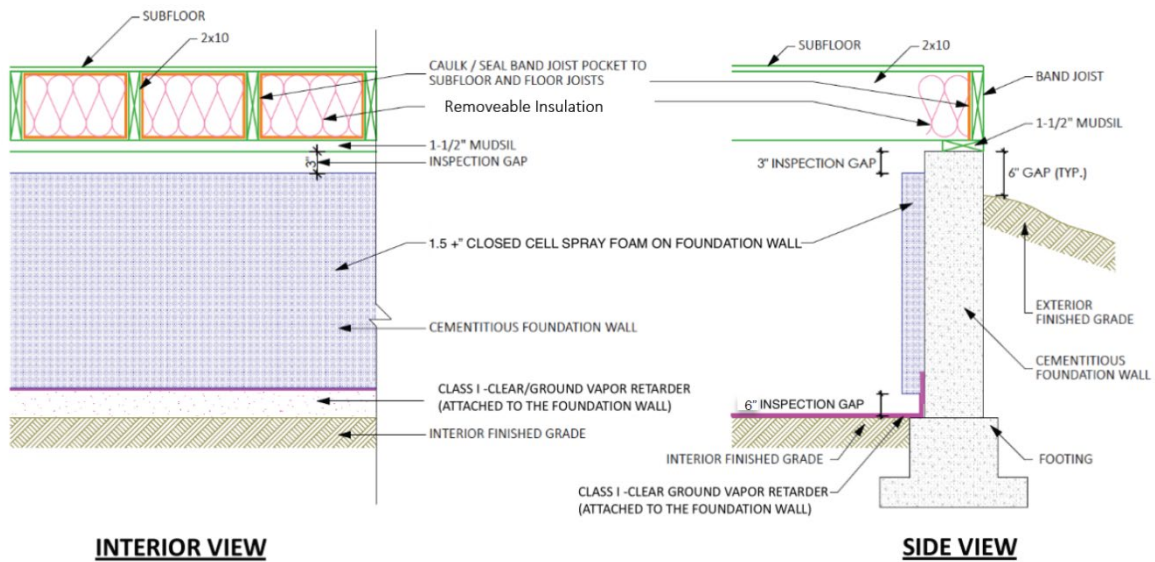 SUBFLOOR
2x10
CAULK / SEAL BAND JOIST POCKET TO
SUBFLOOR AND FLOOR JOISTS
Removeable Insulation
1-1/2" MUDSIL
INSPECTION GAP
3"
1.5 +" CLOSED CELL SPRAY FOAM ON FOUNDATION WALL
CEMENTITIOUS FOUNDATION WALL
CLASS I -CLEAR/GROUND VAPOR RETARDER
(ATTACHED TO THE FOUNDATION WALL)
INTERIOR FINISHED GRADE
INTERIOR VIEW
SUBFLOOR
2x10
BAND JOIST
1-1/2" MUDSIL
3" INSPECTION GAP
6" GAP (TYP.)
EXTERIOR
FINISHED GRADE
CEMENTITIOUS
FOUNDATION WALL
6" INSPECTION GAP
INTERIOR FINISHED GRADE
FOOTING
CLASS I -CLEAR GROUND VAPOR RETARDER
(ATTACHED TO THE FOUNDATION WALL)
SIDE VIEW